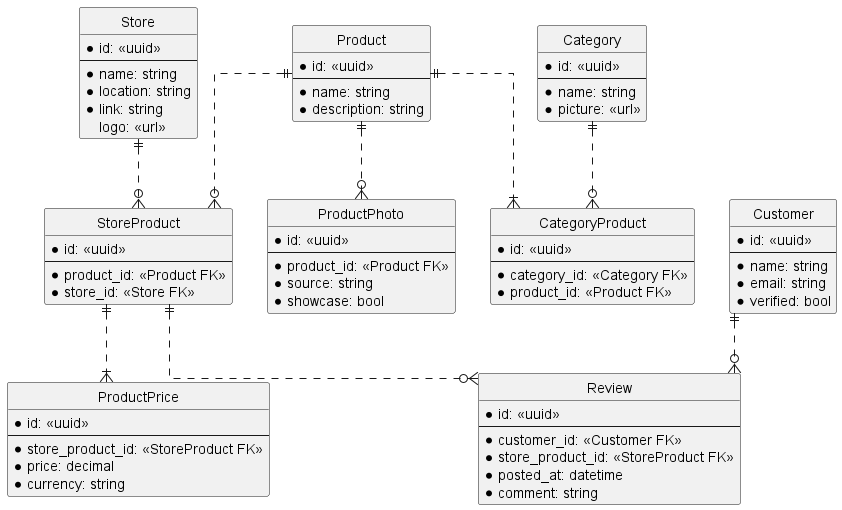 Store
id: «uuid»
name: string
location: string
link: string
logo: «url»
Product
id: «uuid»
name: string
description: string
Category
id: «uuid»
name: string
picture: «url»
StoreProduct
id: «uuid»
product_id: «Product FK»
store_id: «Store FK»
ProductPhoto
id: «uuid»
product_id: «Product FK»
source: string
showcase: bool
CategoryProduct
id: «uuid»
category_id: «Category FK»
product_id: «Product FK»
Customer
id: «uuid»
name: string
email: string
verified: bool
ProductPrice
id: «uuid»
store_product_id: «StoreProduct FK»
price: decimal
currency: string
Review
id: «uuid»
customer_id: «Customer FK»
store_product_id: «StoreProduct FK»
posted_at: datetime
comment: string